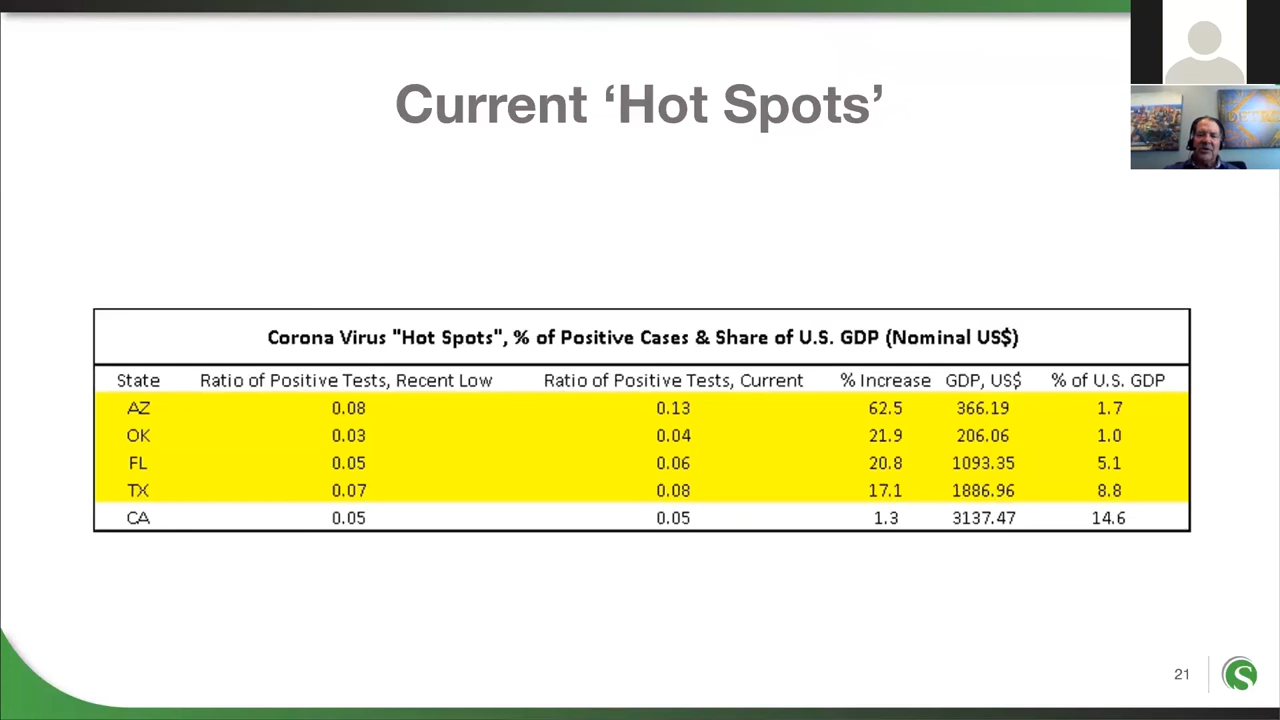 Current ‘Hot Spots’
Corona Virus "Hot Spots", % of Positive Cases & Share of U.S. GDP (Nominal US$)
State Ratio of Positive Tests, Recent Low Ratio of Positive Tests, Current % Increase GDP, US$ % of U.S. GDP
AZ 0.08 0.13 62.5 366.19 1.7
OK 0.03 0.04 21.9 206.06 1.0
FL 0.05 0.06 20.8 1093.35 5.1
TX 0.07 0.08 17.1 1886.96 8.8
CA 0.05 0.05 1.3 3137.47 14.6
21
S